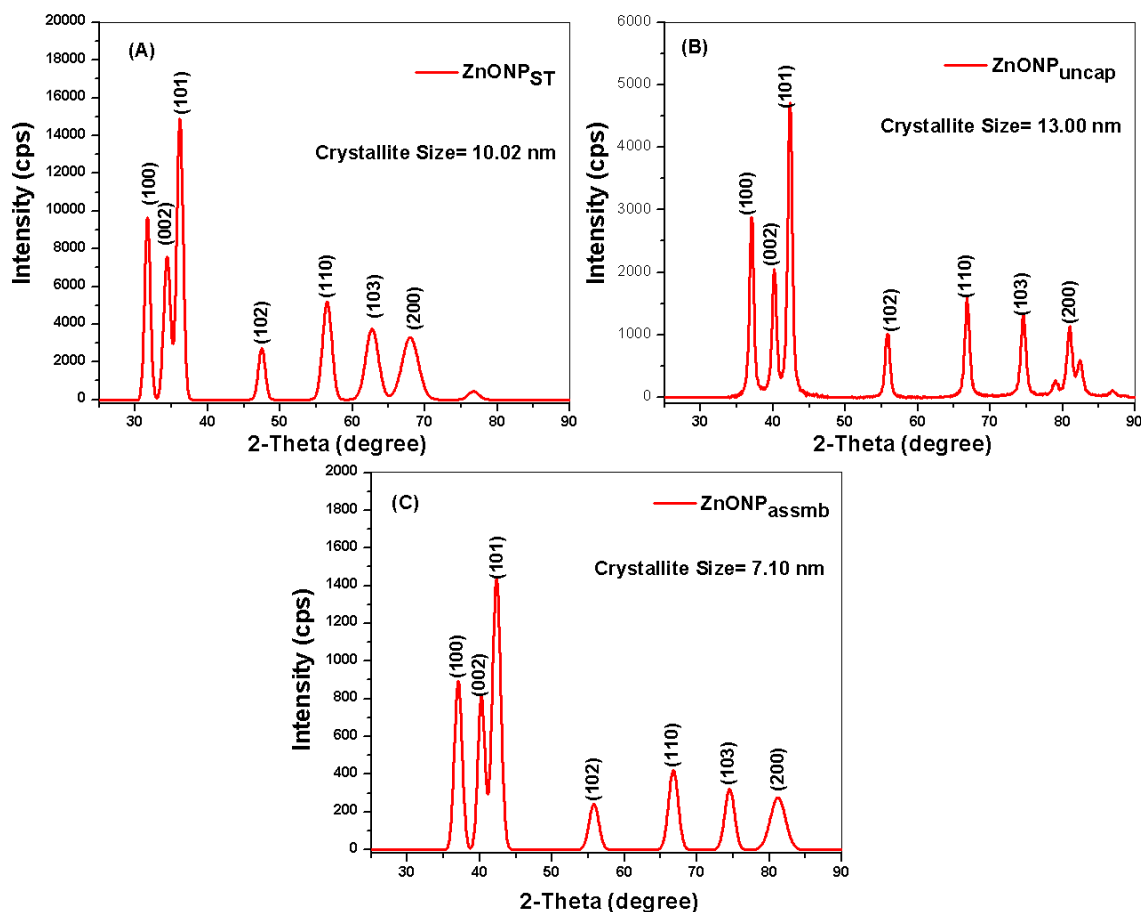 (A)
ZnONPST
Crystallite Size= 10.02 nm
(100)
(002)
(101)
(102)
(110)
(103)
(200)
Intensity (cps)
20000
18000
16000
14000
12000
10000
8000
6000
4000
2000
0
30 40 50 60 70 80 90
2-Theta (degree)
(B)
ZnONPuncap
Crystallite Size= 13.00 nm
(100)
(002)
(101)
(102)
(110)
(103)
(200)
Intensity (cps)
6000
5000
4000
3000
2000
1000
0
30 40 50 60 70 80 90
2-Theta (degree)
(C)
ZnONPassmb
Crystallite Size= 7.10 nm
(100)
(002)
(101)
(102)
(110)
(103)
(200)
Intensity (cps)
2000
1800
1600
1400
1200
1000
800
600
400
200
0
30 40 50 60 70 80 90
2-Theta (degree)